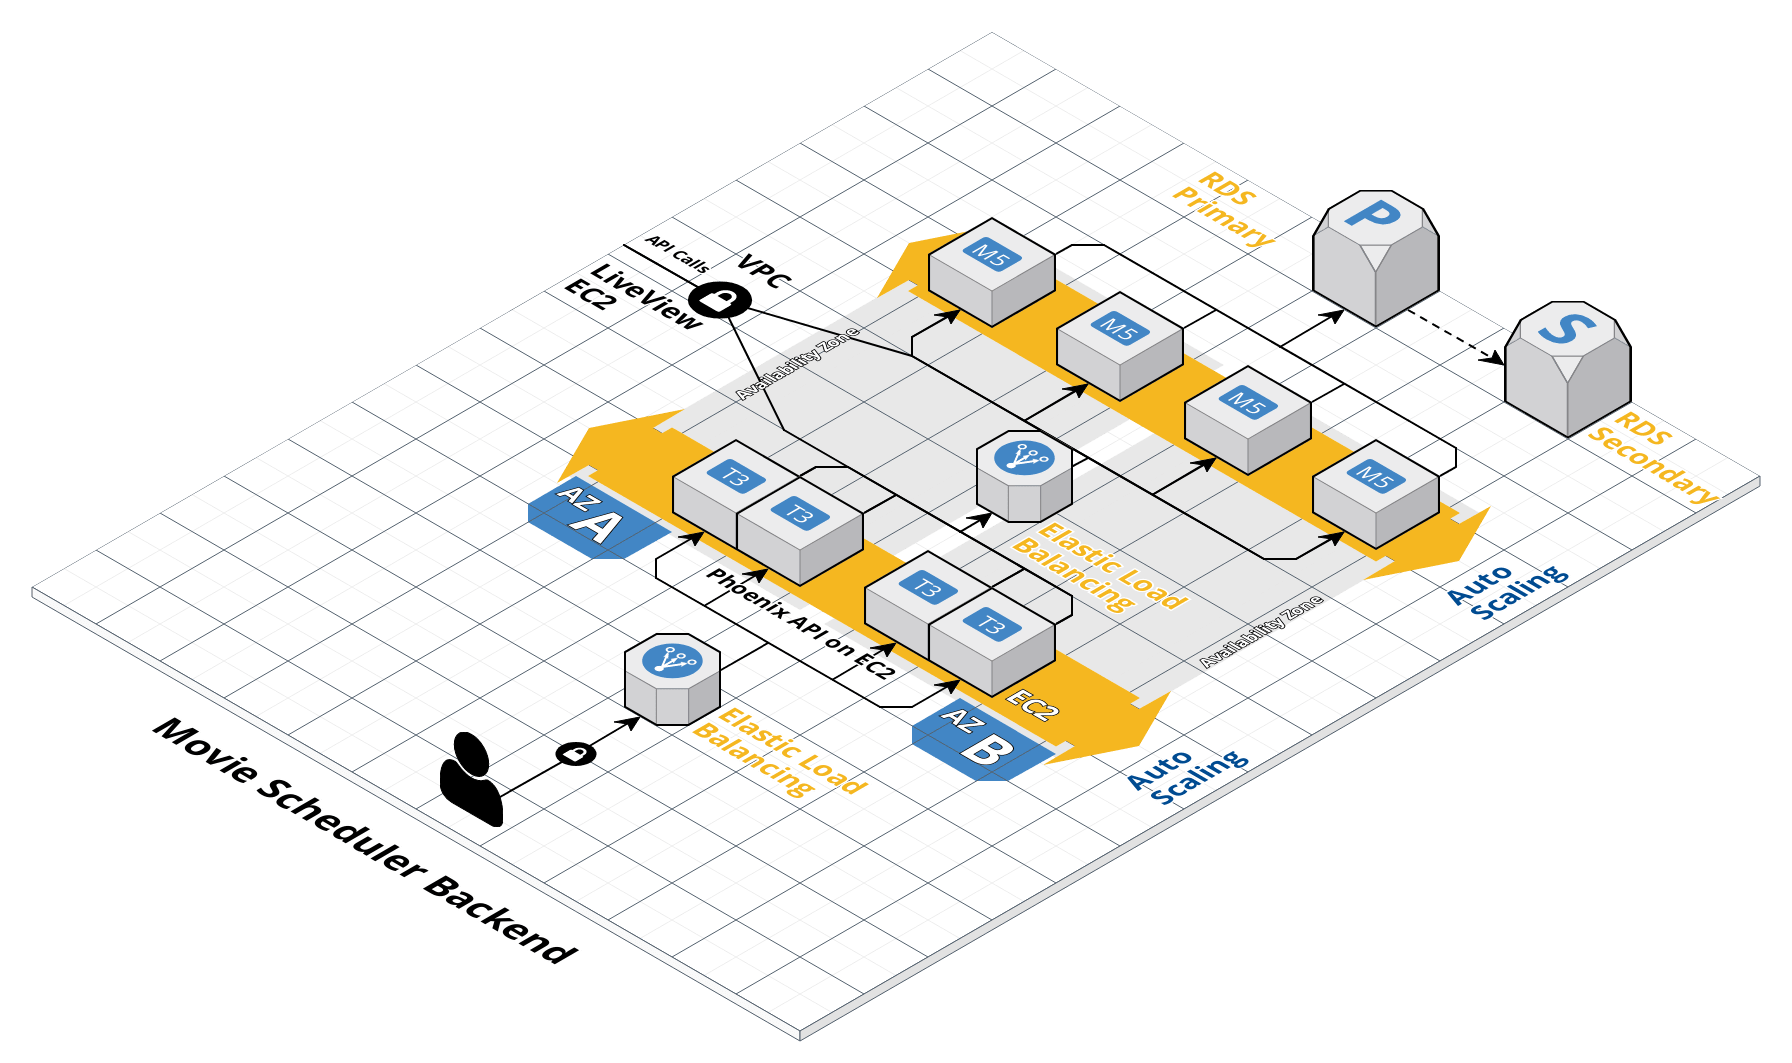 RDS
Primary
P
S
RDS
Secondary
API Calls
VPC
LiveView
EC2
M5
M5
M5
M5
Availability Zone
T3
T3
T3
T3
AZ
A
Elastic Load
Balancing
Phoenix API on EC2
Auto
Scaling
Availability Zone
EC2
AZ
B
Auto
Scaling
Elastic Load
Balancing
Movie Scheduler Backend